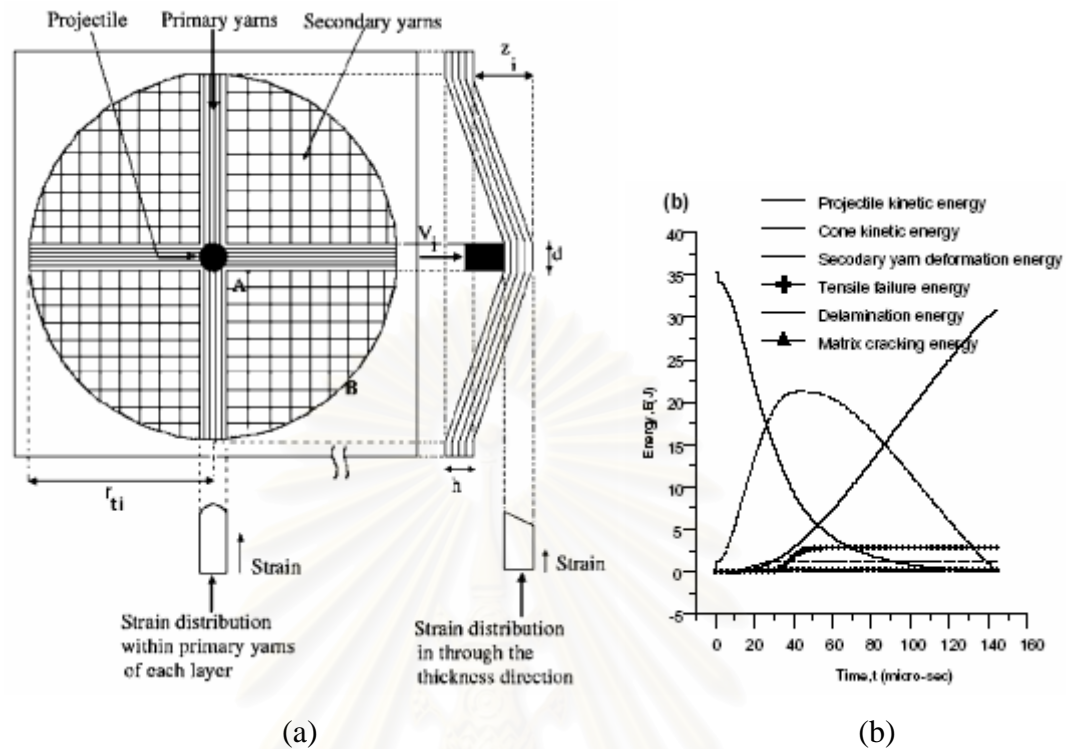 Projectile
Primary yarns
Secondary yarns
z
i
V
i
d
A
B
h
r
ti
Strain
Strain distribution
within primary yarns
of each layer
Strain
Strain distribution
in through the
thickness direction
(b)
Projectile kinetic energy
Cone kinetic energy
Secodary yarn deformation energy
Tensile failure energy
Delamination energy
Matrix cracking energy
Energy,E(J)
40
35
30
25
20
15
10
5
0
-5
0 20 40 60 80 100 120 140 160
Time,t (micro-sec)
(a)
(b)